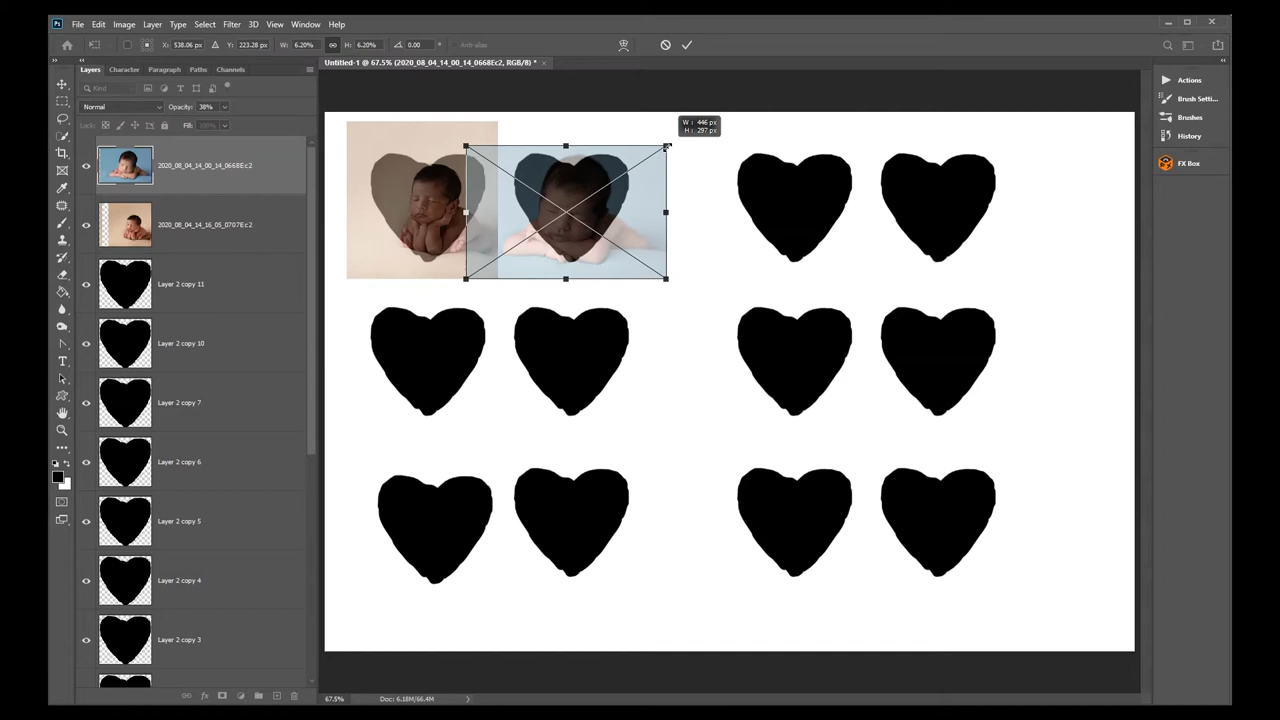 Ps File Edit Image Layer Type Select Filter 3D View Window Help
X: 538.06 px Y: 223.28 px W: 6.20% H: 6.20% 0.00 Anti-alias
Layers Character Paragraph Paths Channels
Untitled-1 @ 67.5% (2020_08_04_14_00_14_0668Ec2, RGB/8) *
Kind
Normal Opacity: 38%
Lock: Fill: 100%
2020_08_04_14_00_14_0668Ec2
2020_08_04_14_16_05_0707Ec2
Layer 2 copy 11
Layer 2 copy 10
Layer 2 copy 7
Layer 2 copy 6
Layer 2 copy 5
Layer 2 copy 4
Layer 2 copy 3
W: 446 px
H: 297 px
Actions
Brush Setti...
Brushes
History
FX Box
67.5% Doc: 6.18M/66.4M